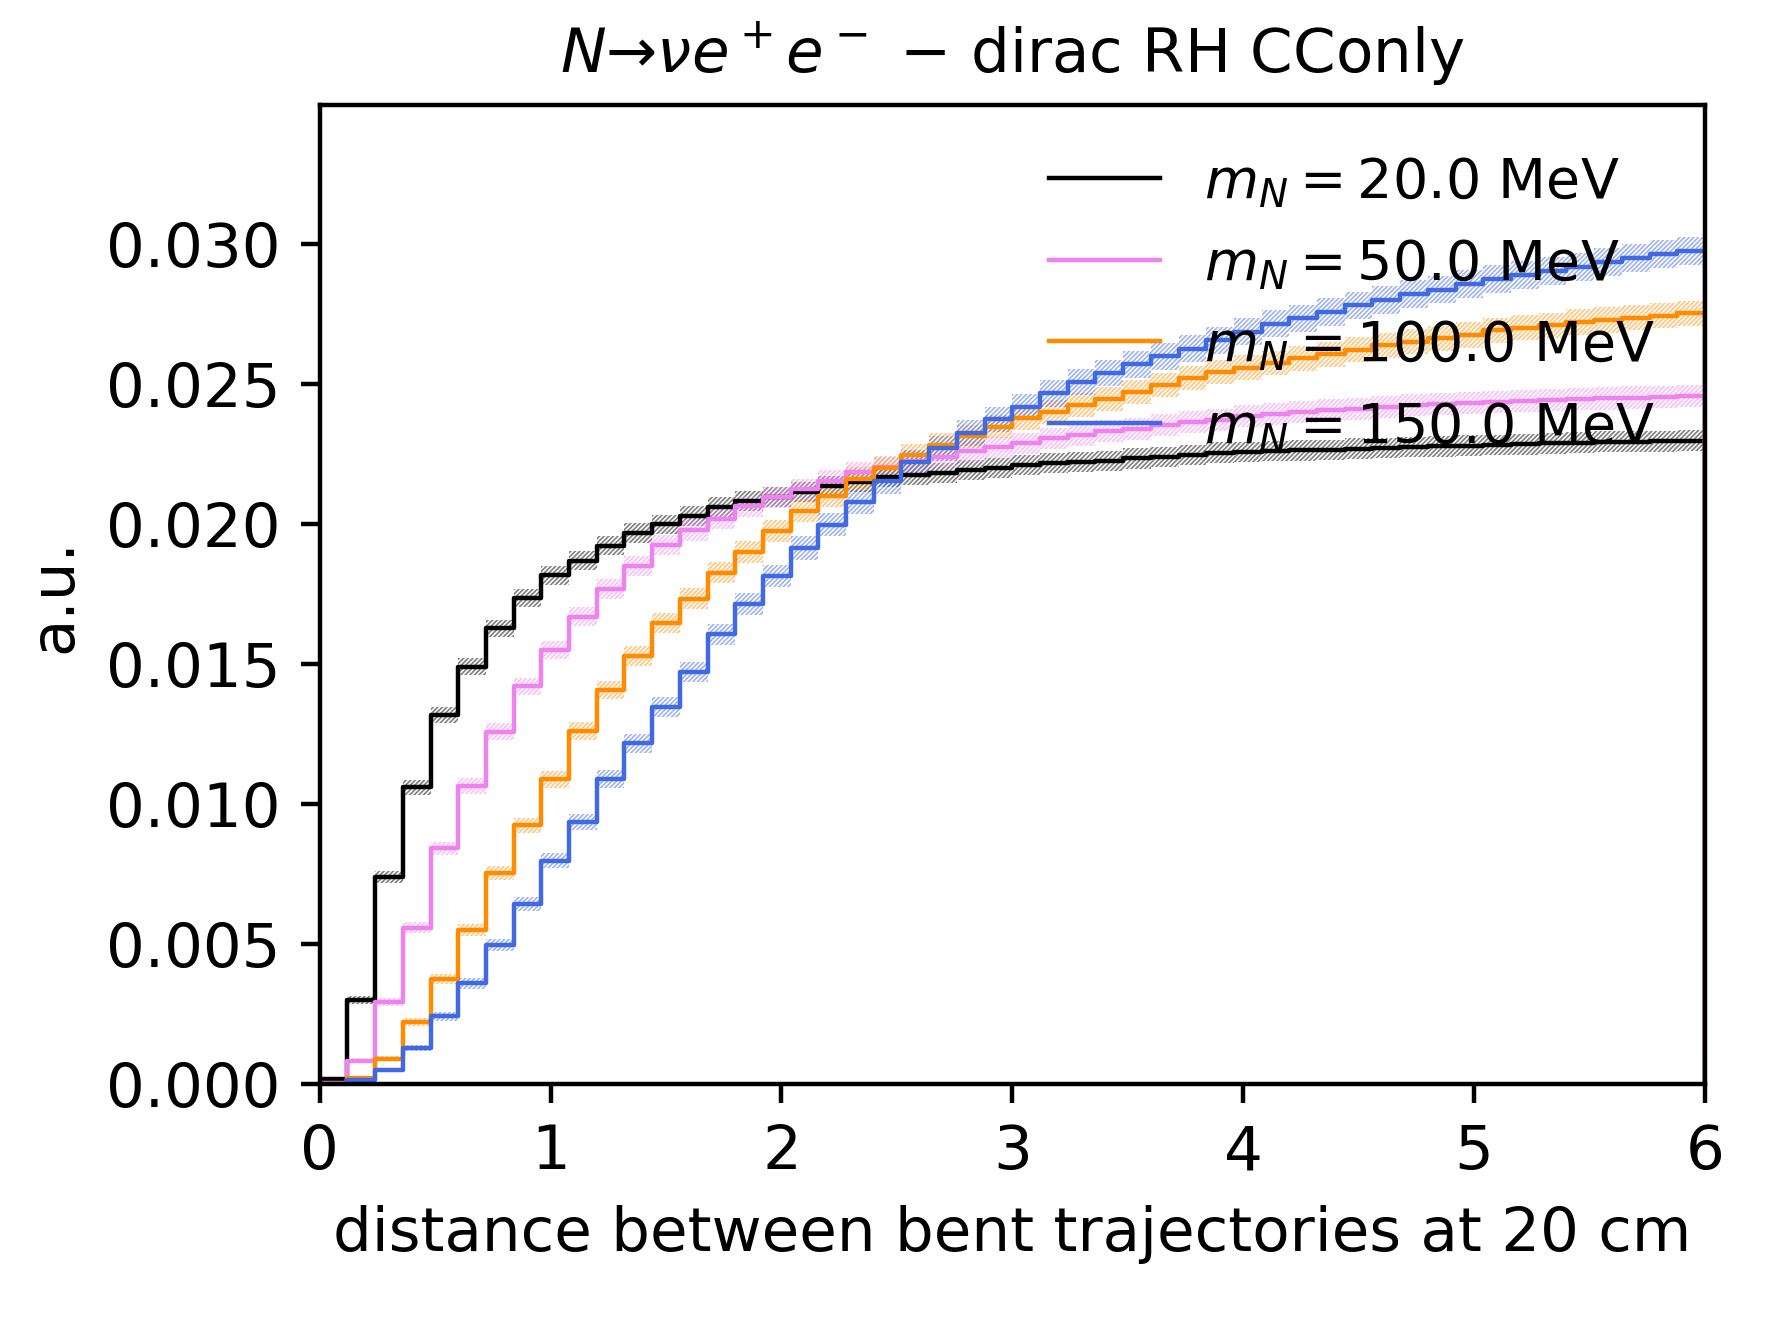 N→νe⁺e⁻ − dirac RH CConly
m_N = 20.0 MeV
m_N = 50.0 MeV
m_N = 100.0 MeV
m_N = 150.0 MeV
a.u.
0.030
0.025
0.020
0.015
0.010
0.005
0.000
0 1 2 3 4 5 6
distance between bent trajectories at 20 cm